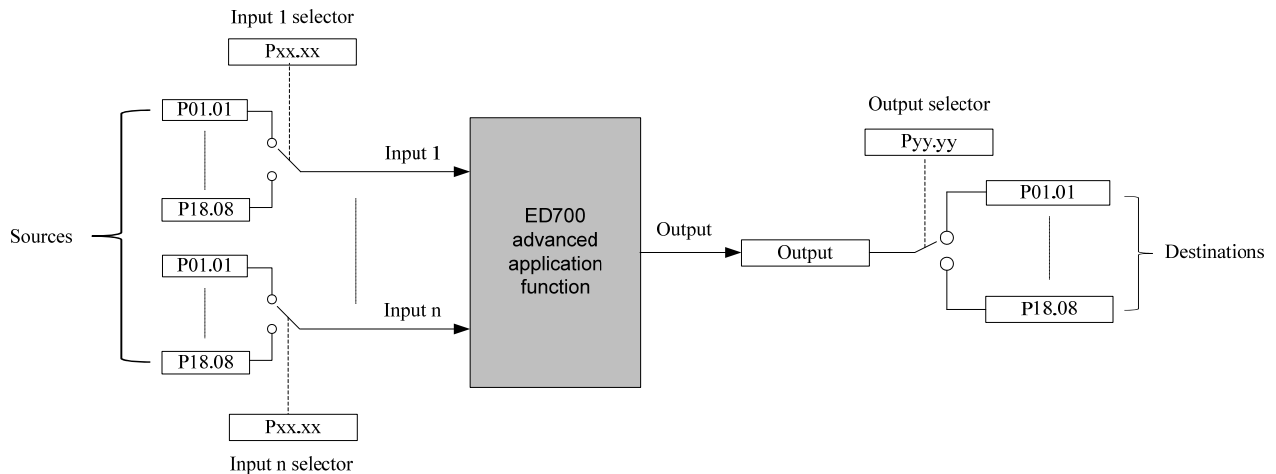 Input 1 selector
Pxx.xx
P01.01
P18.08
Sources
P01.01
P18.08
Pxx.xx
Input n selector
Input 1
Input n
ED700
advanced
application
function
Output
Output
Output selector
Pyy.yy
P01.01
P18.08
Destinations